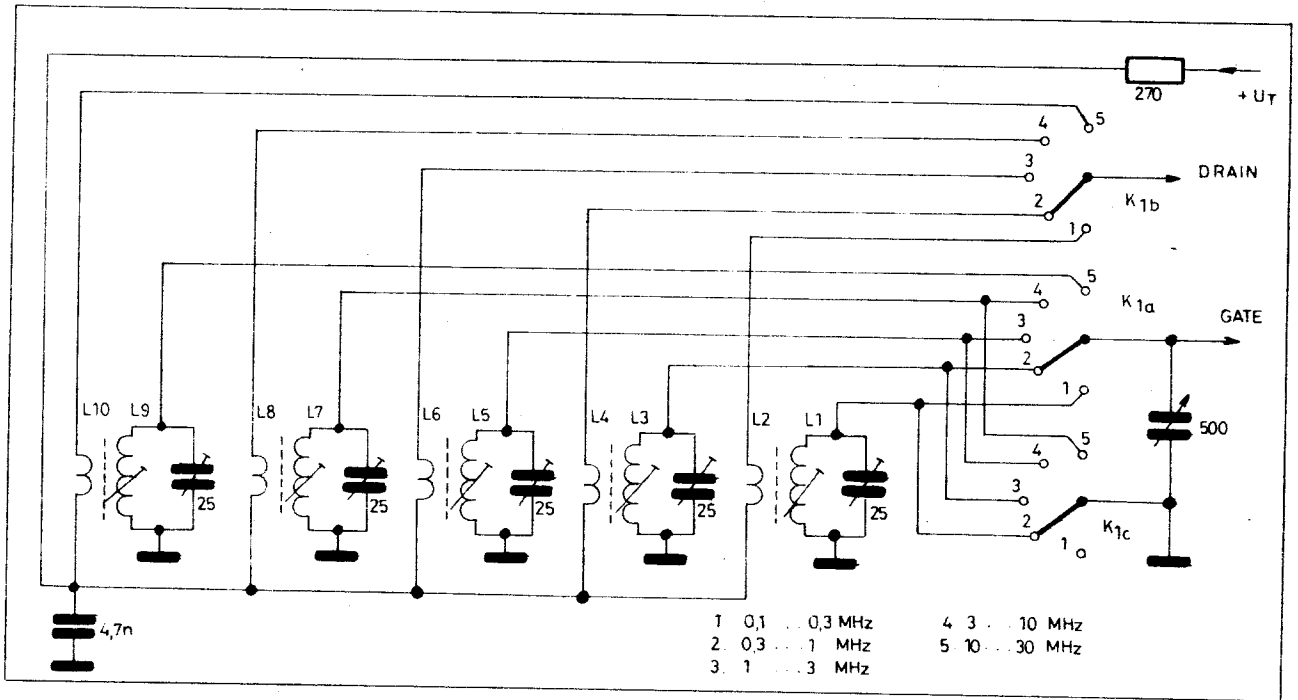 270
+ U_T
5
4
3
DRAIN
2
K1b
1
5
4
K1a
3
GATE
2
1
L10 L9 L8 L7 L6 L5 L4 L3 L2 L1
5
500
4
25 25 25 25 25
3
2
K1c
1
4,7n
1 0,1 ... 0,3 MHz 4 3 ... 10 MHz
2. 0,3 ... 1 MHz 5 10 ... 30 MHz
3. 1 ... 3 MHz